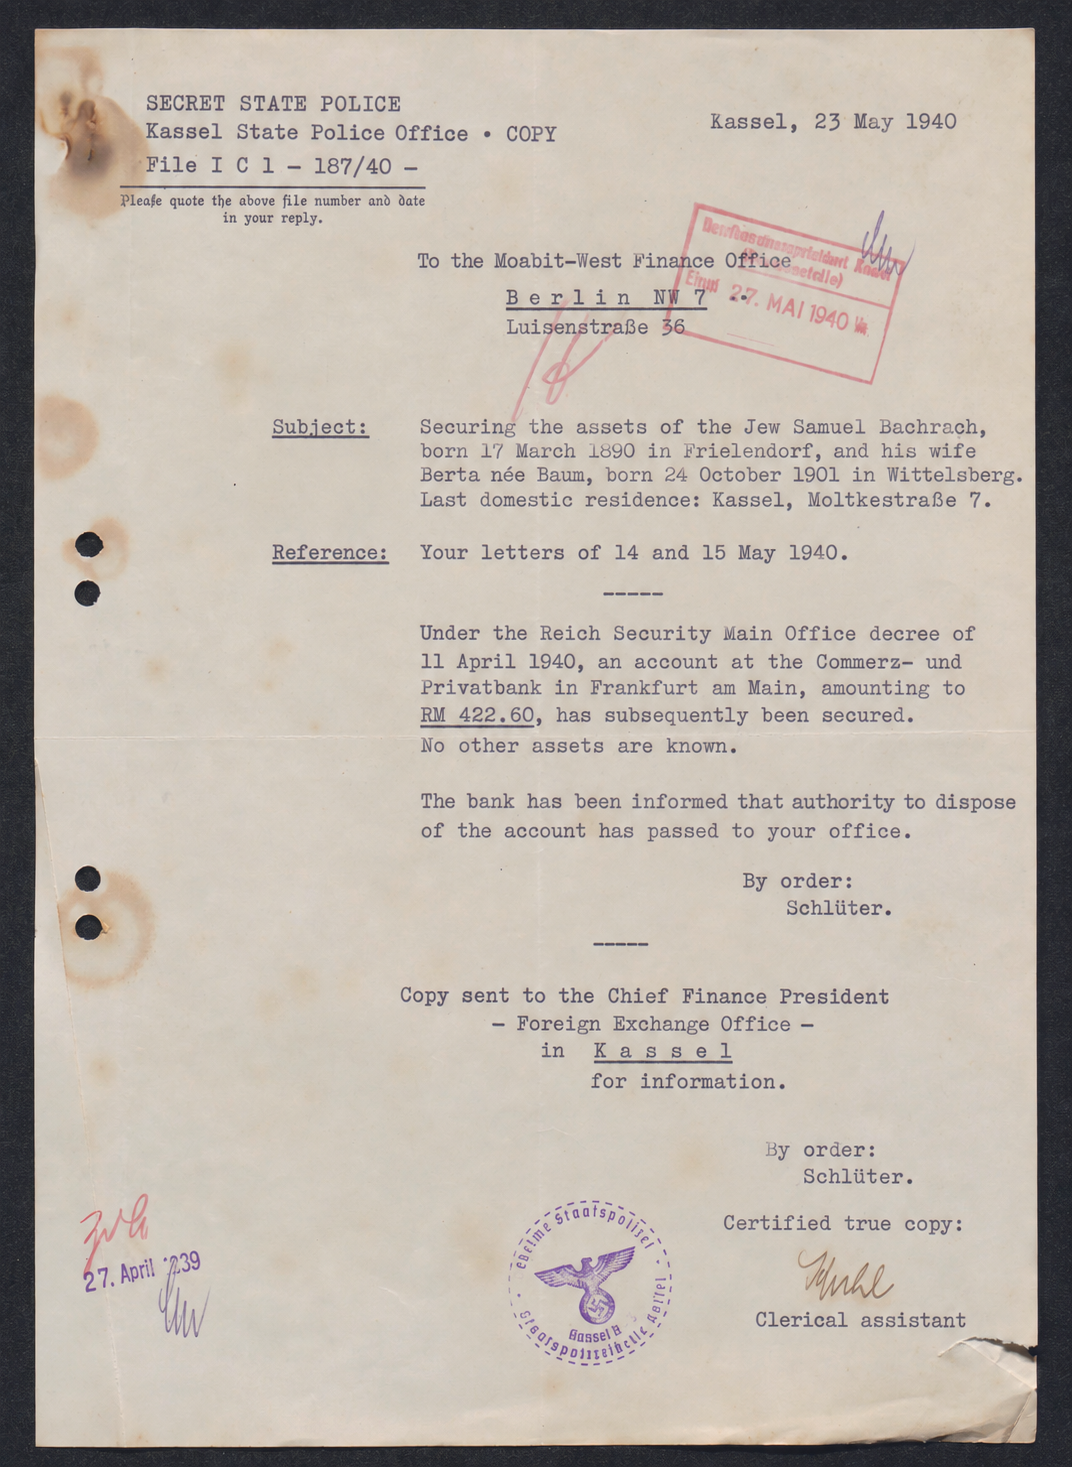 SECRET STATE POLICE
Kassel State Police Office • COPY
File I C 1 – 187/40 –
Please quote the above file number and date
in your reply.
Kassel, 23 May 1940
To the Moabit-West Finance Office
Berlin NW 7
Luisenstraße 36
Eing. 27. MAI 1940
Subject: Securing the assets of the Jew Samuel Bachrach,
born 17 March 1890 in Frielendorf, and his wife
Berta née Baum, born 24 October 1901 in Wittelsberg.
Last domestic residence: Kassel, Moltkestraße 7.
Reference: Your letters of 14 and 15 May 1940.
-----
Under the Reich Security Main Office decree of
11 April 1940, an account at the Commerz- und
Privatbank in Frankfurt am Main, amounting to
RM 422.60, has subsequently been secured.
No other assets are known.
The bank has been informed that authority to dispose
of the account has passed to your office.
By order:
Schlüter.
-----
Copy sent to the Chief Finance President
– Foreign Exchange Office –
in Kassel
for information.
By order:
Schlüter.
Certified true copy:
Clerical assistant
27. April
Staatspolizei
Kassel